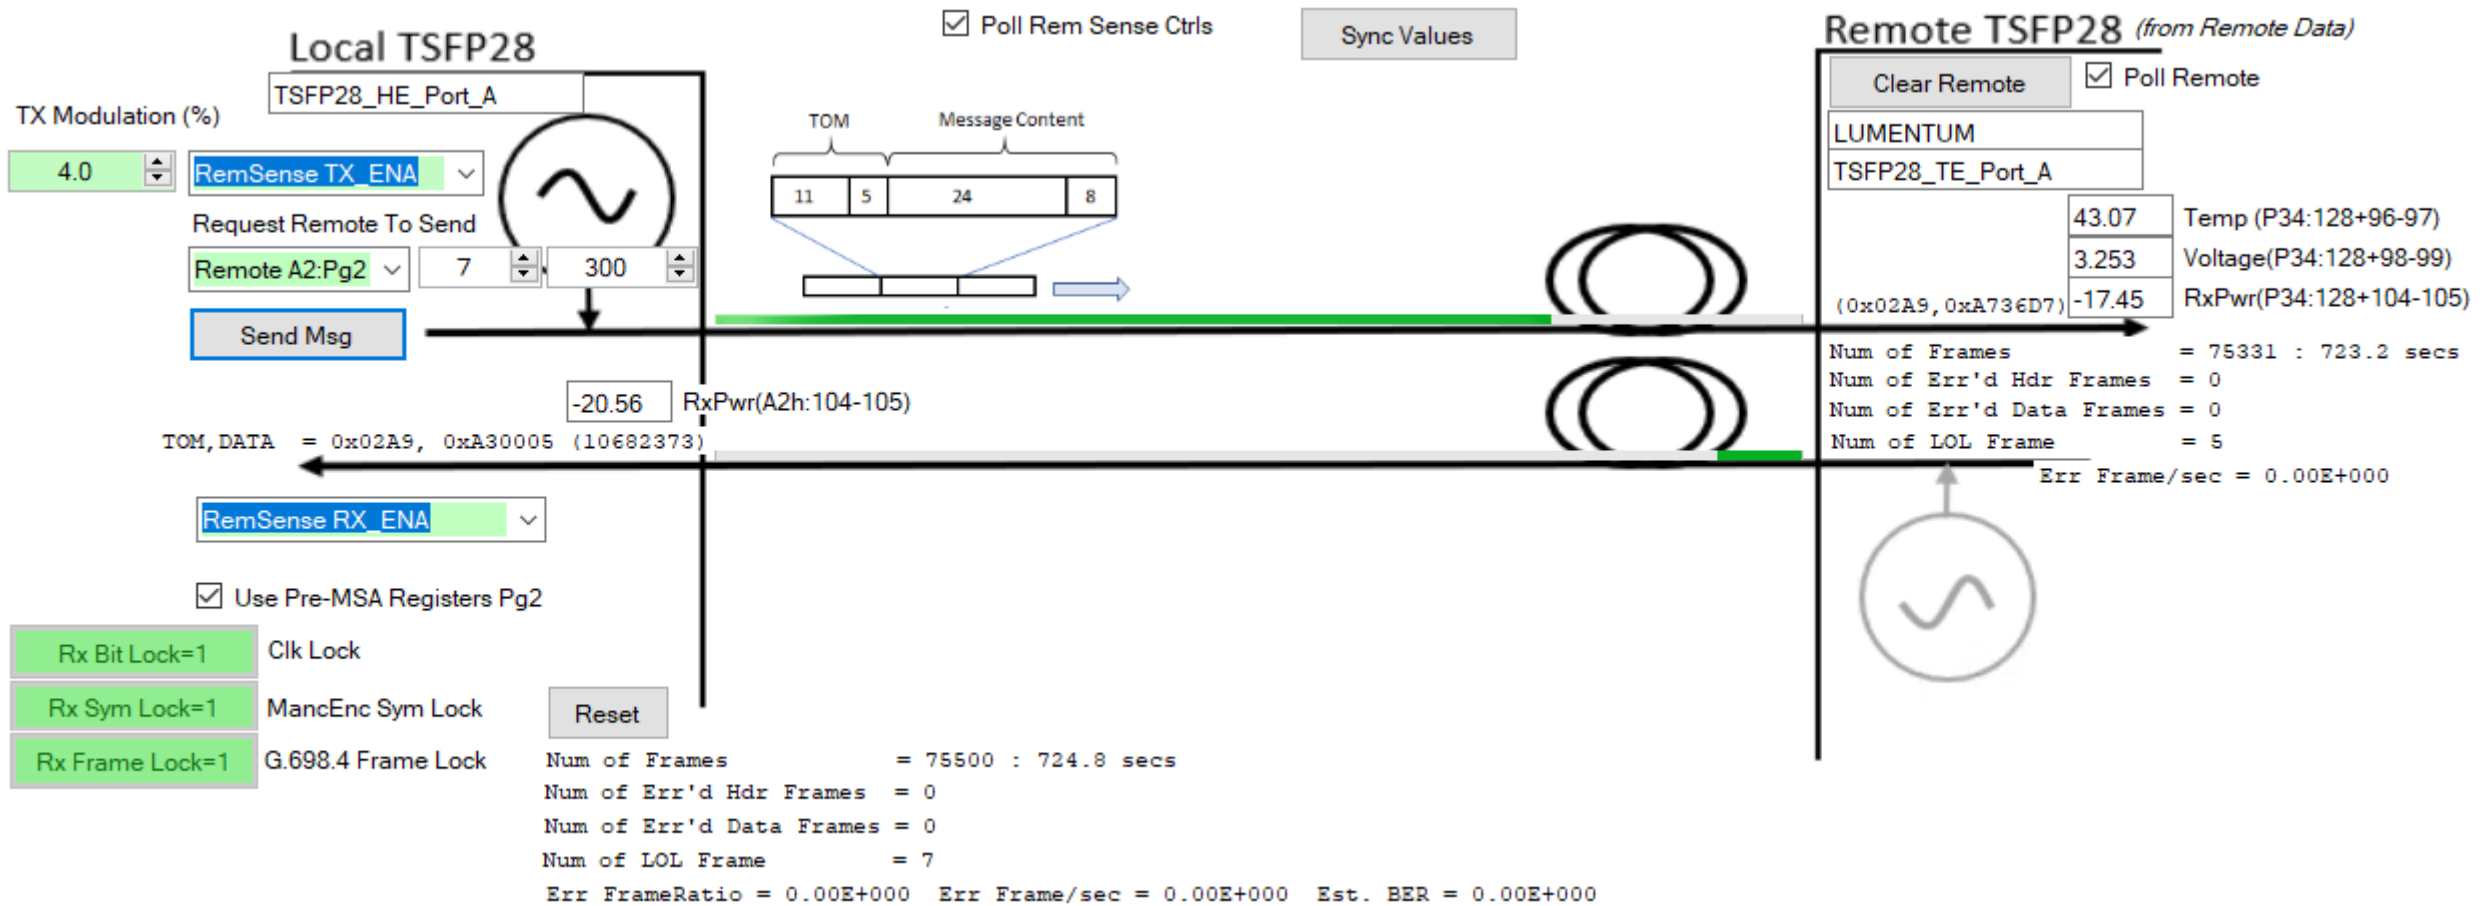 Local TSFP28
Poll Rem Sense Ctrls
Sync Values
Remote TSFP28 (from Remote Data)
TSFP28_HE_Port_A
Clear Remote
Poll Remote
TX Modulation (%)
TOM
Message Content
LUMENTUM
4.0
RemSense TX_ENA
11 5 24 8
TSFP28_TE_Port_A
Request Remote To Send
43.07 Temp (P34:128+96-97)
Remote A2:Pg2 7 300
3.253 Voltage(P34:128+98-99)
(0x02A9,0xA736D7) -17.45 RxPwr(P34:128+104-105)
Send Msg
Num of Frames = 75331 : 723.2 secs
Num of Err'd Hdr Frames = 0
-20.56 RxPwr(A2h:104-105)
Num of Err'd Data Frames = 0
TOM,DATA = 0x02A9, 0xA30005 (10682373)
Num of LOL Frame = 5
Err Frame/sec = 0.00E+000
RemSense RX_ENA
Use Pre-MSA Registers Pg2
Rx Bit Lock=1 Clk Lock
Rx Sym Lock=1 MancEnc Sym Lock
Reset
Rx Frame Lock=1 G.698.4 Frame Lock
Num of Frames = 75500 : 724.8 secs
Num of Err'd Hdr Frames = 0
Num of Err'd Data Frames = 0
Num of LOL Frame = 7
Err FrameRatio = 0.00E+000 Err Frame/sec = 0.00E+000 Est. BER = 0.00E+000